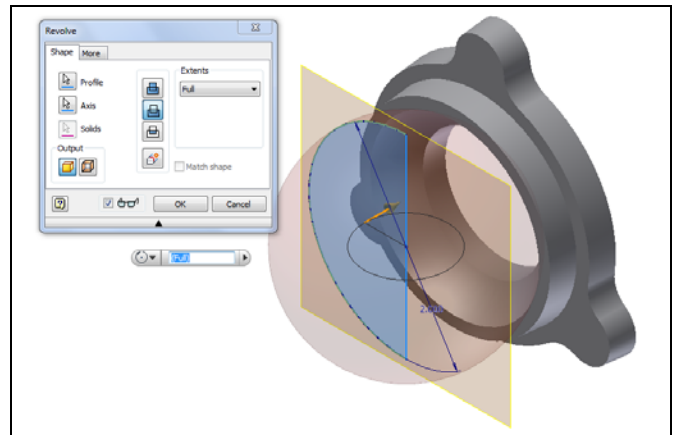 Revolve
Shape More
Profile
Axis
Solids
Output
Extents
Full
Match shape
OK Cancel
(Full)